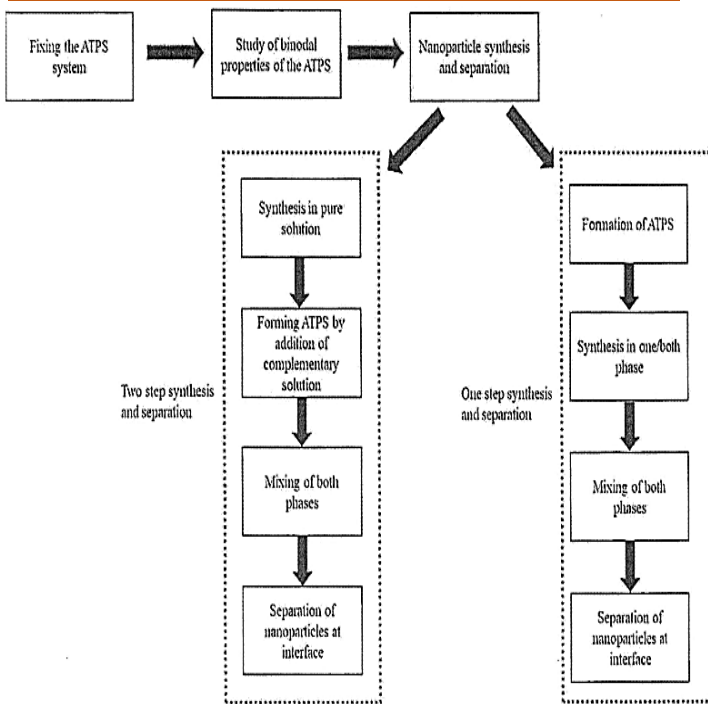 Fixing the ATPS
system
Study of binodal
properties of the ATPS
Nanoparticle synthesis
and separation
Two step synthesis
and separation
Synthesis in pure
solution
Forming ATPS by
addition of
complementary
solution
Mixing of both
phases
Separation of
nanoparticles at
interface
One step synthesis
and separation
Formation of ATPS
Synthesis in one/both
phase
Mixing of both
phases
Separation of
nanoparticles at
interface